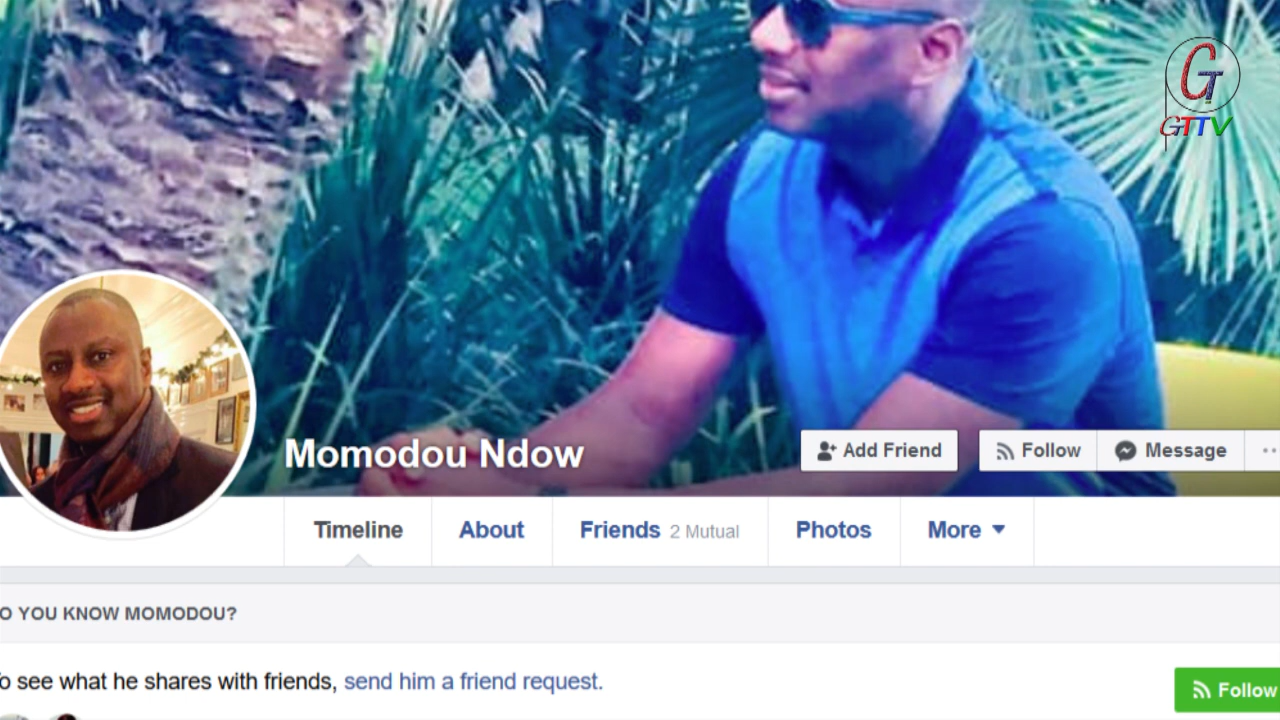 GT
GTTV
Momodou Ndow
Add Friend
Follow
Message
Timeline
About
Friends 2 Mutual
Photos
More
O YOU KNOW MOMODOU?
o see what he shares with friends, send him a friend request.
Follow